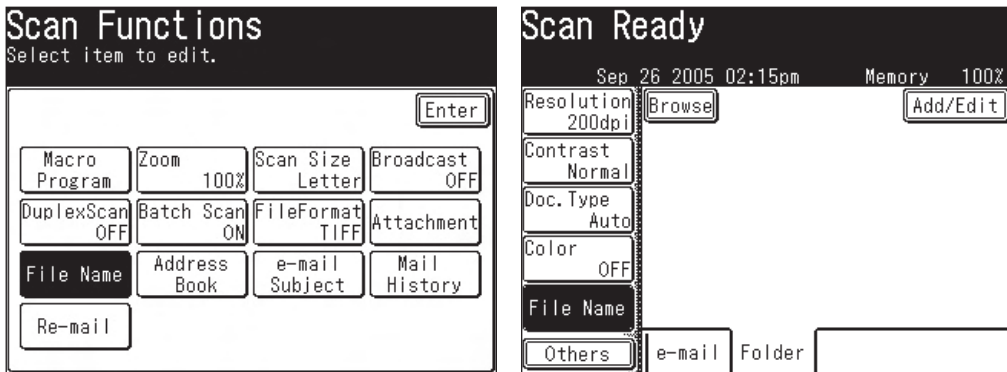 Scan Functions
Select item to edit.
Enter
Macro Program
Zoom 100%
Scan Size Letter
Broadcast OFF
DuplexScan OFF
Batch Scan ON
FileFormat TIFF
Attachment
File Name
Address Book
e-mail Subject
Mail History
Re-mail
Scan Ready
Sep 26 2005 02:15pm Memory 100%
Resolution 200dpi
Browse
Add/Edit
Contrast Normal
Doc.Type Auto
Color OFF
File Name
Others
e-mail
Folder